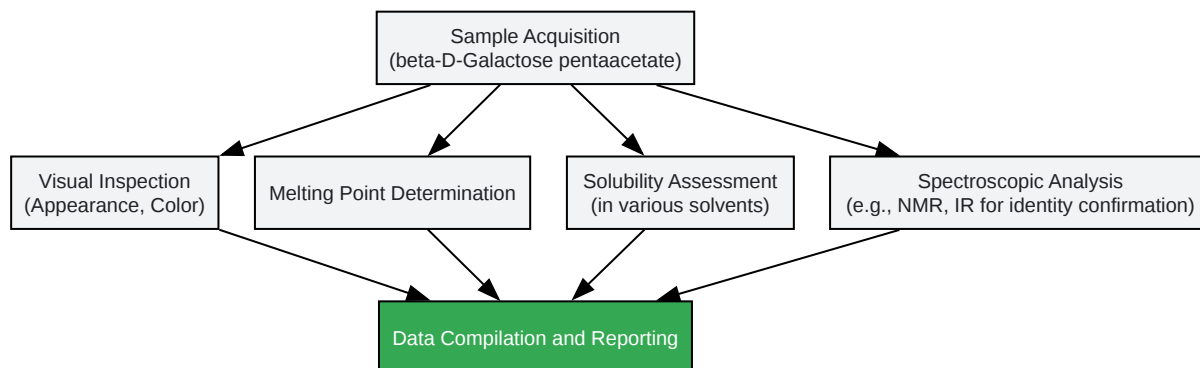 Sample Acquisition
(beta-D-Galactose pentaacetate)
Visual Inspection
(Appearance, Color)
Melting Point Determination
Solubility Assessment
(in various solvents)
Spectroscopic Analysis
(e.g., NMR, IR for identity confirmation)
Data Compilation and Reporting